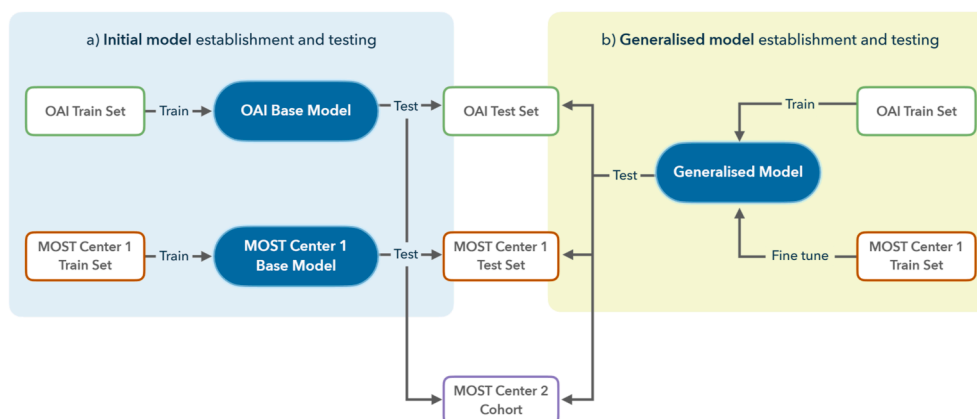 a) Initial model establishment and testing
b) Generalised model establishment and testing
OAI Train Set
Train
OAI Base Model
Test
OAI Test Set
Train
OAI Train Set
Test
Generalised Model
MOST Center 1
Train Set
Train
MOST Center 1
Base Model
Test
MOST Center 1
Test Set
Fine tune
MOST Center 1
Train Set
MOST Center 2
Cohort